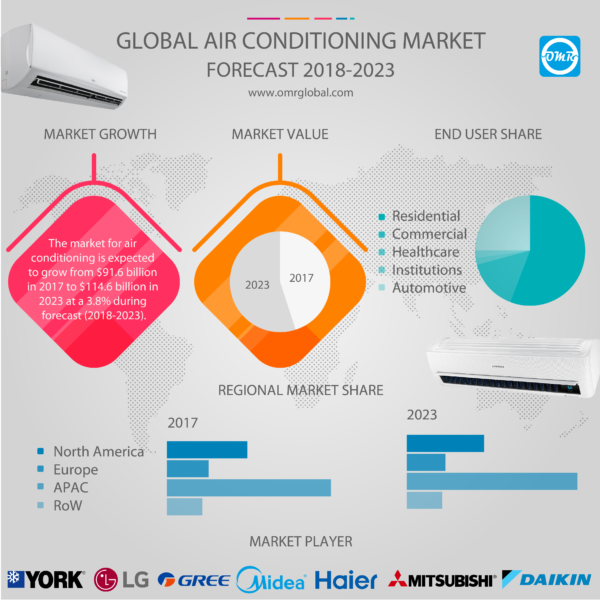 GLOBAL AIR CONDITIONING MARKET
FORECAST 2018-2023
www.omrglobal.com
OMR
MARKET GROWTH
MARKET VALUE
END USER SHARE
The market for air
conditioning is expected
to grow from $91.6 billion
in 2017 to $114.6 billion in
2023 at a 3.8% during
forecast (2018-2023).
2023
2017
Residential
Commercial
Healthcare
Institutions
Automotive
REGIONAL MARKET SHARE
2017
2023
North America
Europe
APAC
RoW
MARKET PLAYER
YORK
LG
GREE
Midea
Haier
MITSUBISHI
DAIKIN